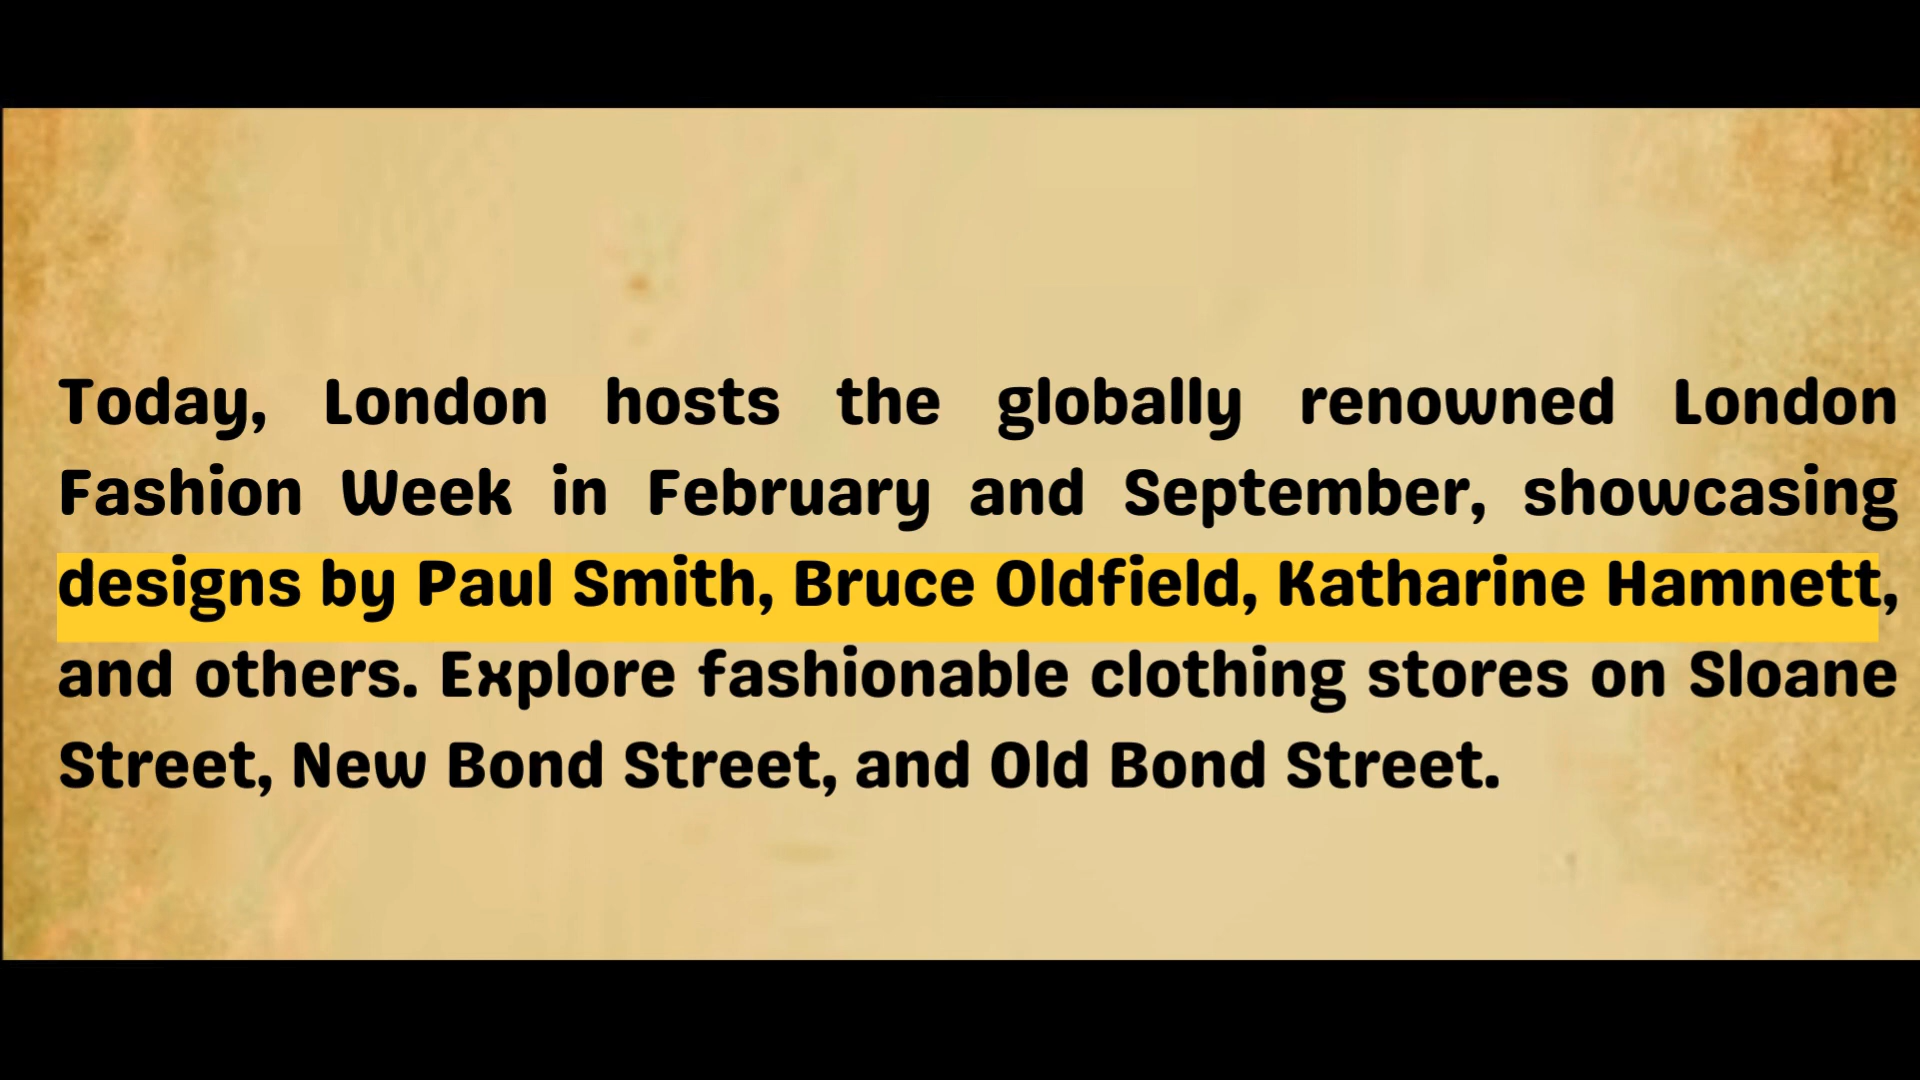 Today, London hosts the globally renowned London
Fashion Week in February and September, showcasing
designs by Paul Smith, Bruce Oldfield, Katharine Hamnett,
and others. Explore fashionable clothing stores on Sloane
Street, New Bond Street, and Old Bond Street.